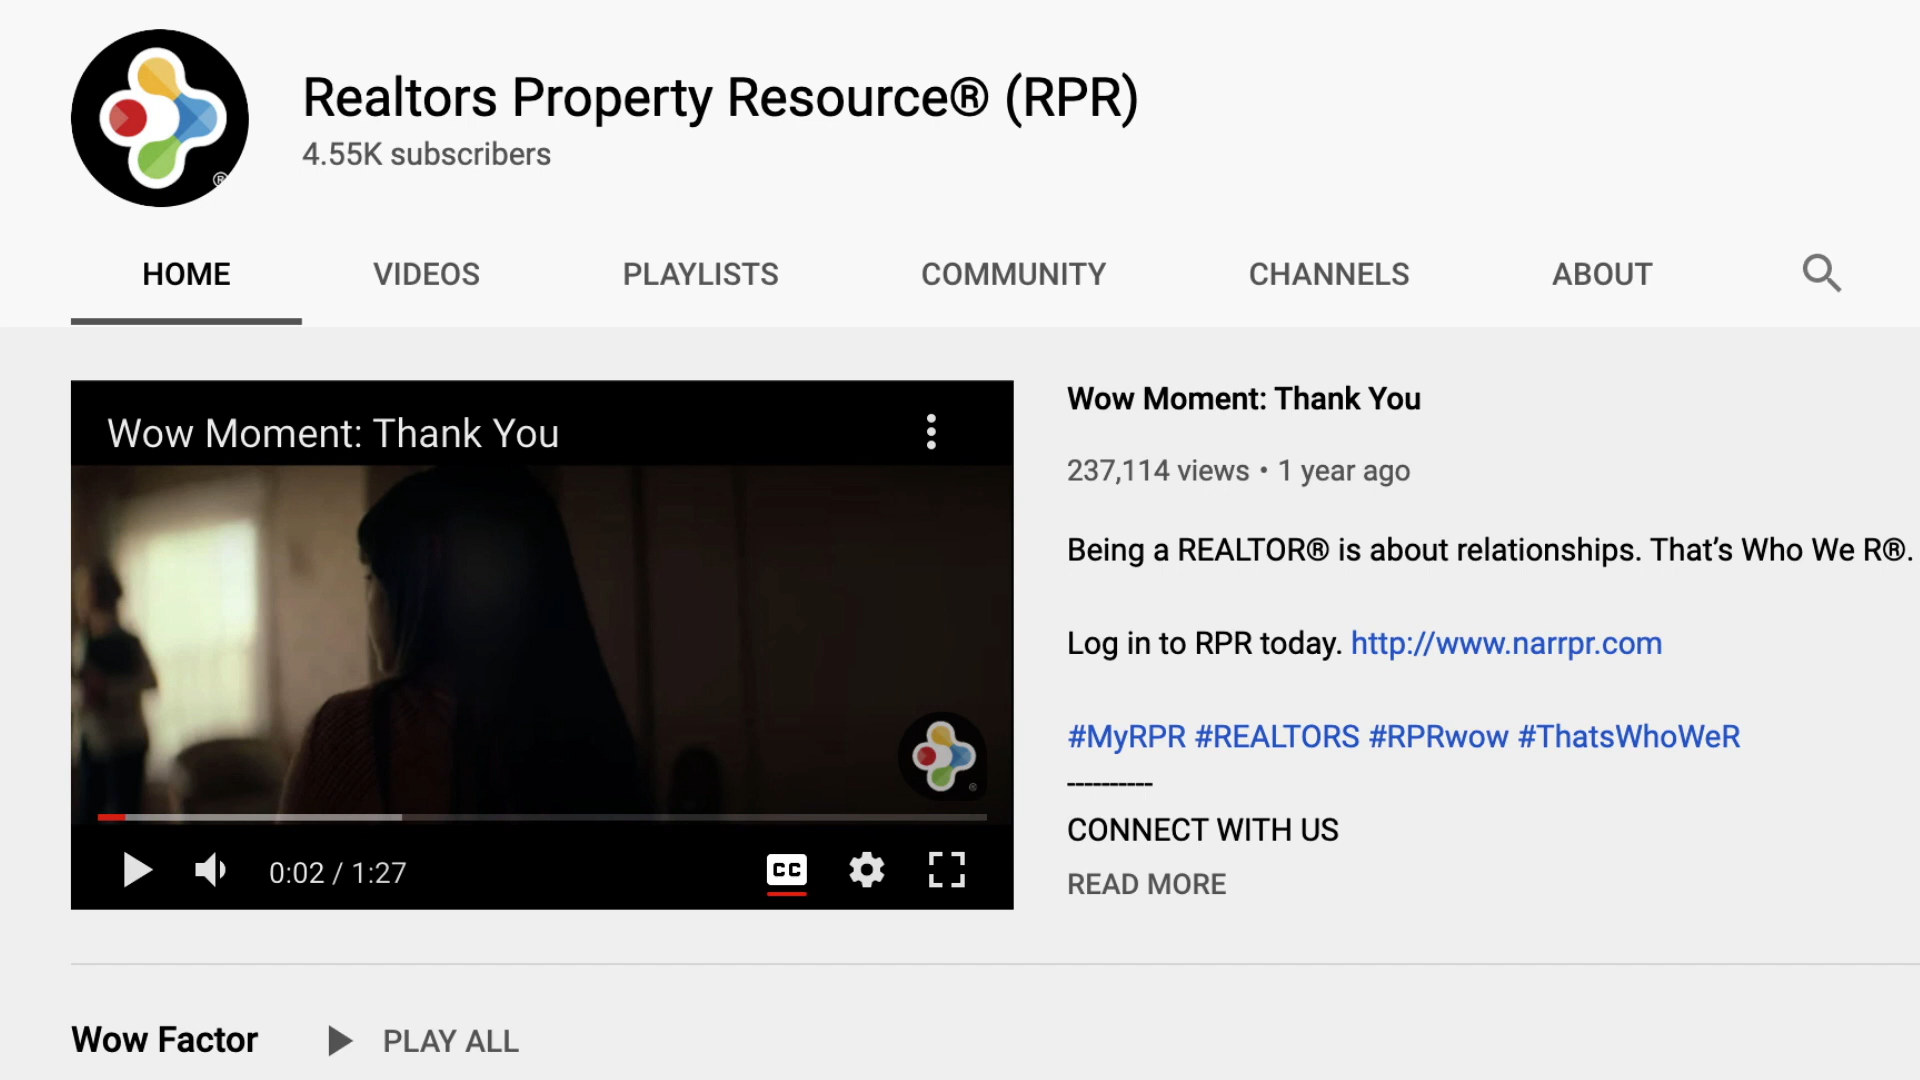 Realtors Property Resource® (RPR)
4.55K subscribers
HOME VIDEOS PLAYLISTS COMMUNITY CHANNELS ABOUT
Wow Moment: Thank You
0:02 / 1:27
CC
Wow Moment: Thank You
237,114 views • 1 year ago
Being a REALTOR® is about relationships. That’s Who We R®.
Log in to RPR today. http://www.narrpr.com
#MyRPR #REALTORS #RPRwow #ThatsWhoWeR
----------
CONNECT WITH US
READ MORE
Wow Factor PLAY ALL